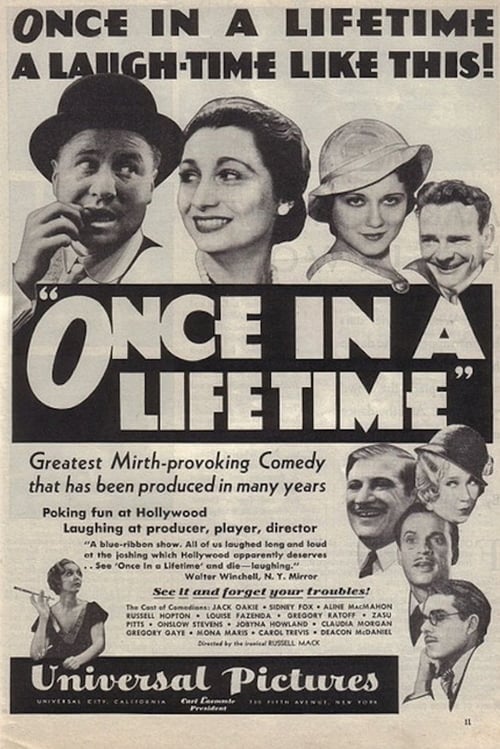 ONCE IN A LIFETIME
A LAUGH-TIME LIKE THIS!
"ONCE IN A
LIFETIME"
Greatest Mirth-provoking Comedy
that has been produced in many years
Poking fun at Hollywood
Laughing at producer, player, director
"A blue-ribbon show. All of us laughed long and loud
at the joshing which Hollywood apparently deserves
. . See 'Once in a Lifetime' and die—laughing."
Walter Winchell, N. Y. Mirror
See it and forget your troubles!
The Cast of Comedians: JACK OAKIE • SIDNEY FOX • ALINE MacMAHON
RUSSELL HOPTON • LOUISE FAZENDA • GREGORY RATOFF • ZASU
PITTS • ONSLOW STEVENS • JOBYNA HOWLAND • CLAUDIA MORGAN
GREGORY GAYE • MONA MARIS • CAROL TREVIS • DEACON McDANIEL
Directed by the ironical RUSSELL MACK
Universal Pictures
UNIVERSAL CITY, CALIFORNIA Carl Laemmle President 730 FIFTH AVENUE, NEW YORK
11